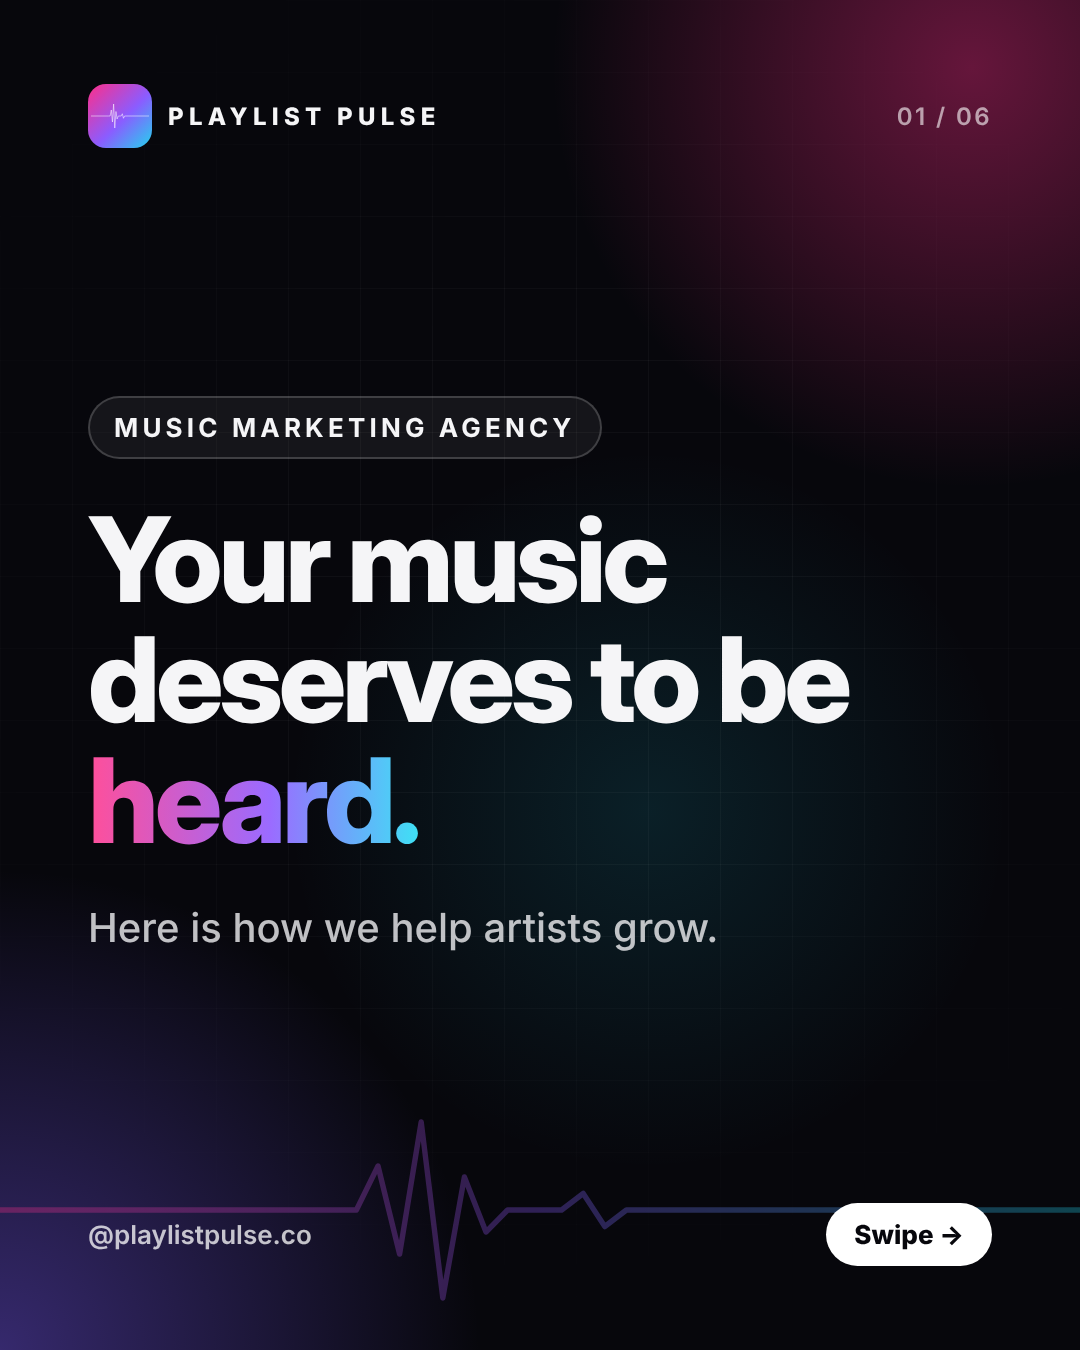 PLAYLIST PULSE
01 / 06
MUSIC MARKETING AGENCY
Your music
deserves to be
heard.
Here is how we help artists grow.
@playlistpulse.co
Swipe →